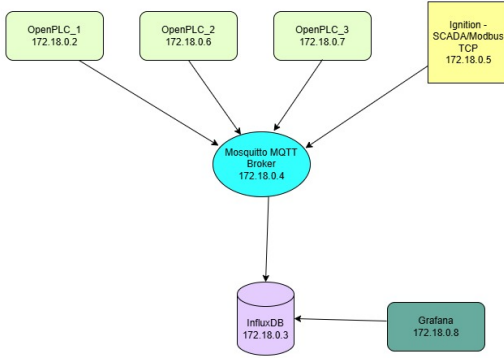 OpenPLC_1
172.18.0.2
OpenPLC_2
172.18.0.6
OpenPLC_3
172.18.0.7
Ignition -
SCADA/Modbus
TCP
172.18.0.5
Mosquitto MQTT
Broker
172.18.0.4
InfluxDB
172.18.0.3
Grafana
172.18.0.8